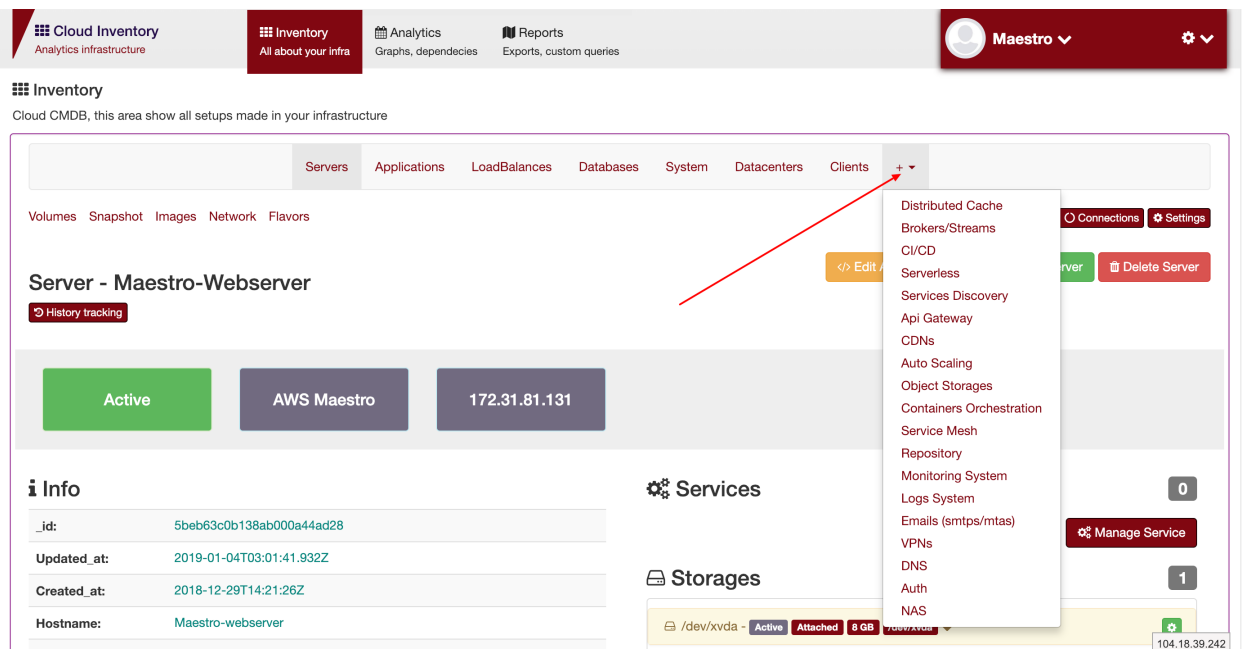 Cloud Inventory
Analytics infrastructure
Inventory
All about your infra
Analytics
Graphs, dependecies
Reports
Exports, custom queries
Maestro
Inventory
Cloud CMDB, this area show all setups made in your infrastructure
Servers Applications LoadBalances Databases System Datacenters Clients +
Volumes Snapshot Images Network Flavors
Connections Settings
Distributed Cache
Brokers/Streams
CI/CD
Serverless
Services Discovery
Api Gateway
CDNs
Auto Scaling
Object Storages
Containers Orchestration
Service Mesh
Repository
Monitoring System
Logs System
Emails (smtps/mtas)
VPNs
DNS
Auth
NAS
</> Edit
Delete Server
Server - Maestro-Webserver
History tracking
Active
AWS Maestro
172.31.81.131
Info
_id: 5beb63c0b138ab000a44ad28
Updated_at: 2019-01-04T03:01:41.932Z
Created_at: 2018-12-29T14:21:26Z
Hostname: Maestro-webserver
Services 0
Manage Service
Storages 1
/dev/xvda - Active Attached 8 GB /dev/xvda
104.18.39.242